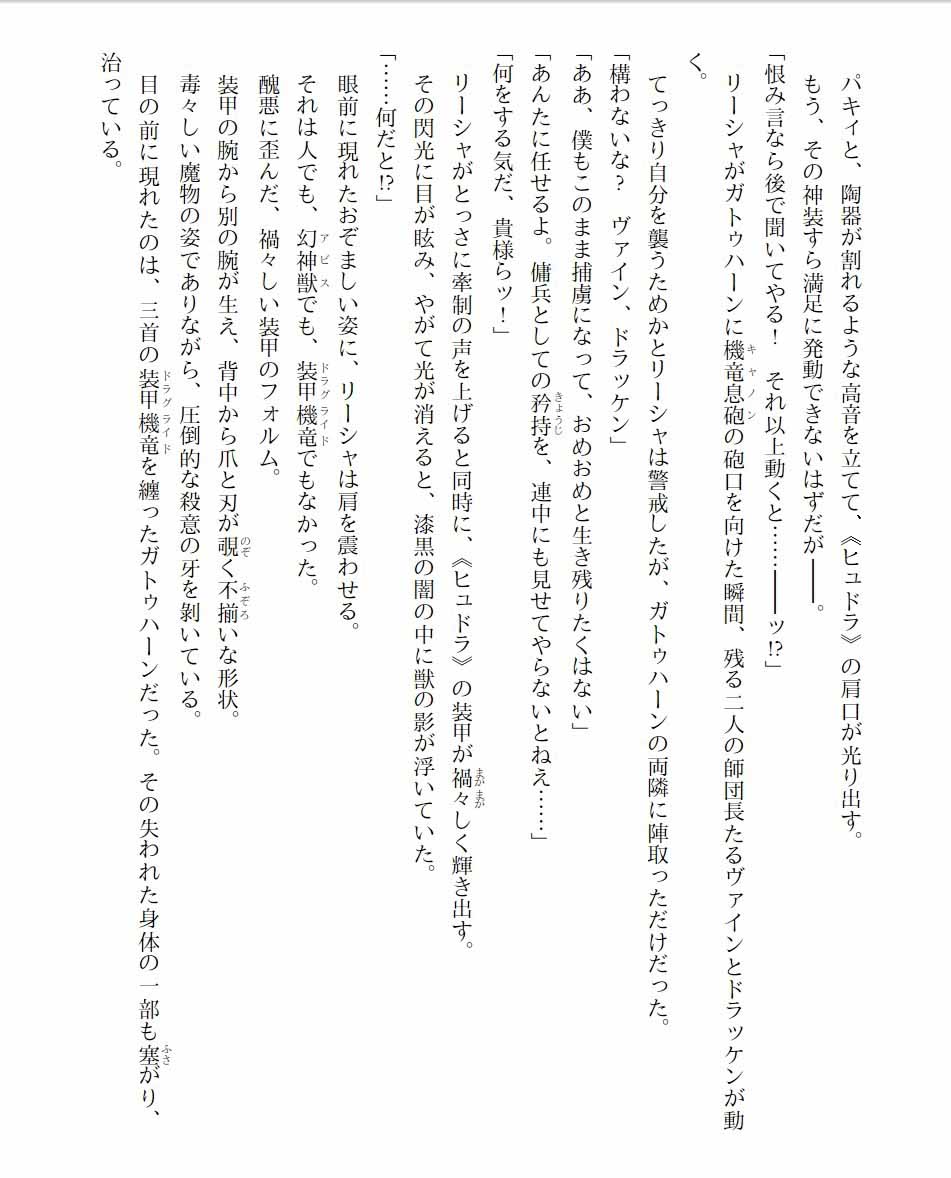 パキィと、陶器が割れるような高音を立てて、《ヒュドラ》の肩口が光り出す。
　もう、その神装すら満足に発動できないはずだが――。
「恨み言なら後で聞いてやる！　それ以上動くと……――ッ!?」
　リーシャがガトゥハーンに機竜息砲の砲口を向けた瞬間、残る二人の師団長たるヴァインとドラッケンが動
く。
　てっきり自分を襲うためかとリーシャは警戒したが、ガトゥハーンの両隣に陣取っただけだった。
「構わないな？　ヴァイン、ドラッケン」
「ああ、僕もこのまま捕虜になって、おめおめと生き残りたくはない」
「あんたに任せるよ。傭兵としての矜持を、連中にも見せてやらないとねえ……」
「何をする気だ、貴様らッ！」
　リーシャがとっさに牽制の声を上げると同時に、《ヒュドラ》の装甲が禍々しく輝き出す。
　その閃光に目が眩み、やがて光が消えると、漆黒の闇の中に獣の影が浮いていた。
「……何だと!?」
　眼前に現れたおぞましい姿に、リーシャは肩を震わせる。
　それは人でも、幻神獣でも、装甲機竜でもなかった。
　醜悪に歪んだ、禍々しい装甲のフォルム。
　装甲の腕から別の腕が生え、背中から爪と刃が覗く不揃いな形状。
　毒々しい魔物の姿でありながら、圧倒的な殺意の牙を剝いている。
　目の前に現れたのは、三首の装甲機竜を纏ったガトゥハーンだった。その失われた身体の一部も塞がり、
治っている。